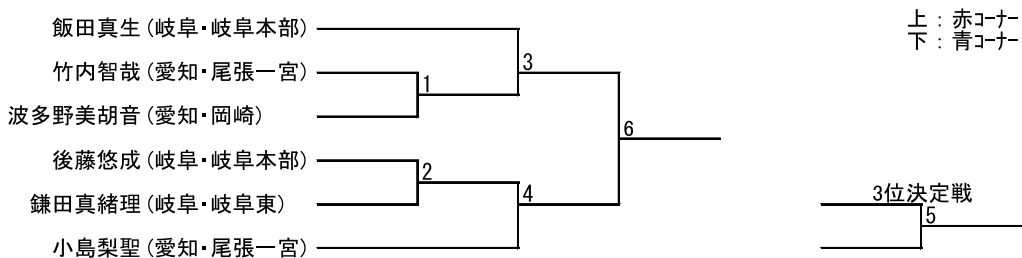 飯田真生(岐阜・岐阜本部)
上 : 赤ｺｰﾅｰ
下 : 青ｺｰﾅｰ
竹内智哉(愛知・尾張一宮)
3
1
波多野美胡音(愛知・岡崎)
6
後藤悠成(岐阜・岐阜本部)
2
鎌田真緒理(岐阜・岐阜東)
4
3位決定戦
5
小島梨聖(愛知・尾張一宮)